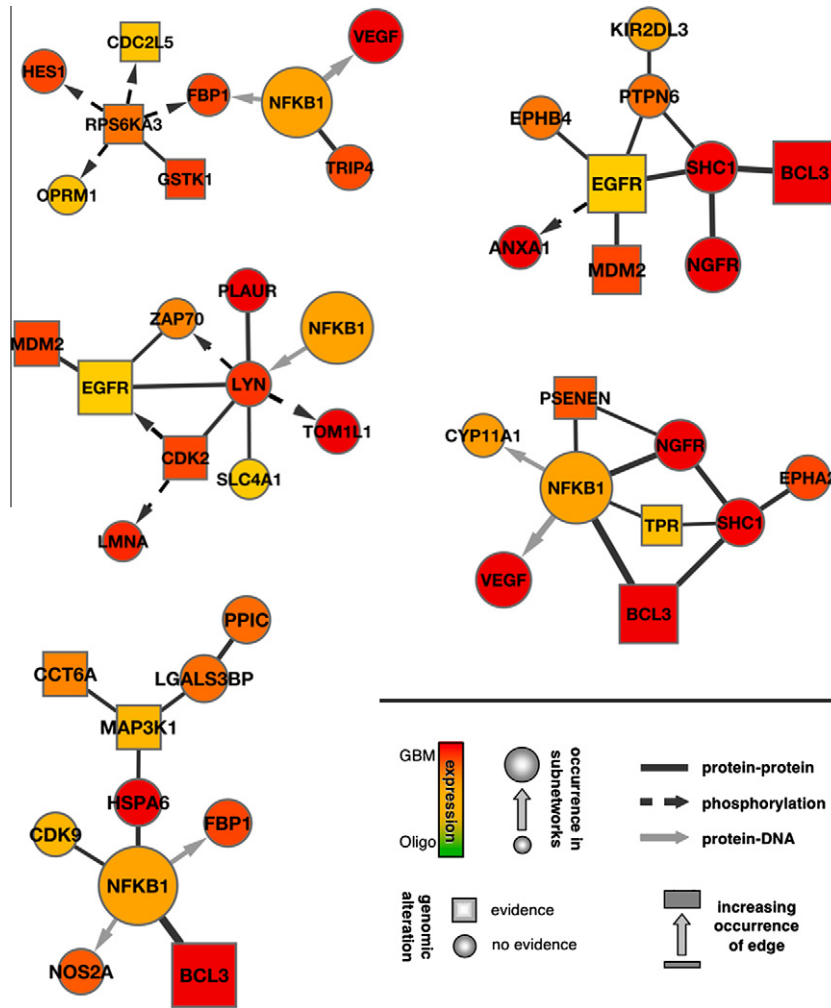 CDC2L5
HES1
FBP1
RPS6KA3
OPRM1
GSTK1
VEGF
NFKB1
TRIP4
KIR2DL3
PTPN6
EPHB4
EGFR
SHC1
BCL3
ANXA1
MDM2
NGFR
PLAUR
ZAP70
NFKB1
MDM2
EGFR
LYN
TOM1L1
CDK2
SLC4A1
LMNA
PSENEN
CYP11A1
NGFR
EPHA2
NFKB1
TPR
SHC1
VEGF
BCL3
PPIC
CCT6A
LGALS3BP
MAP3K1
HSPA6
FBP1
CDK9
NFKB1
NOS2A
BCL3
GBM
Oligo
expression
occurrence in
subnetworks
protein-protein
phosphorylation
protein-DNA
genomic
alteration
evidence
no evidence
increasing
occurrence
of edge